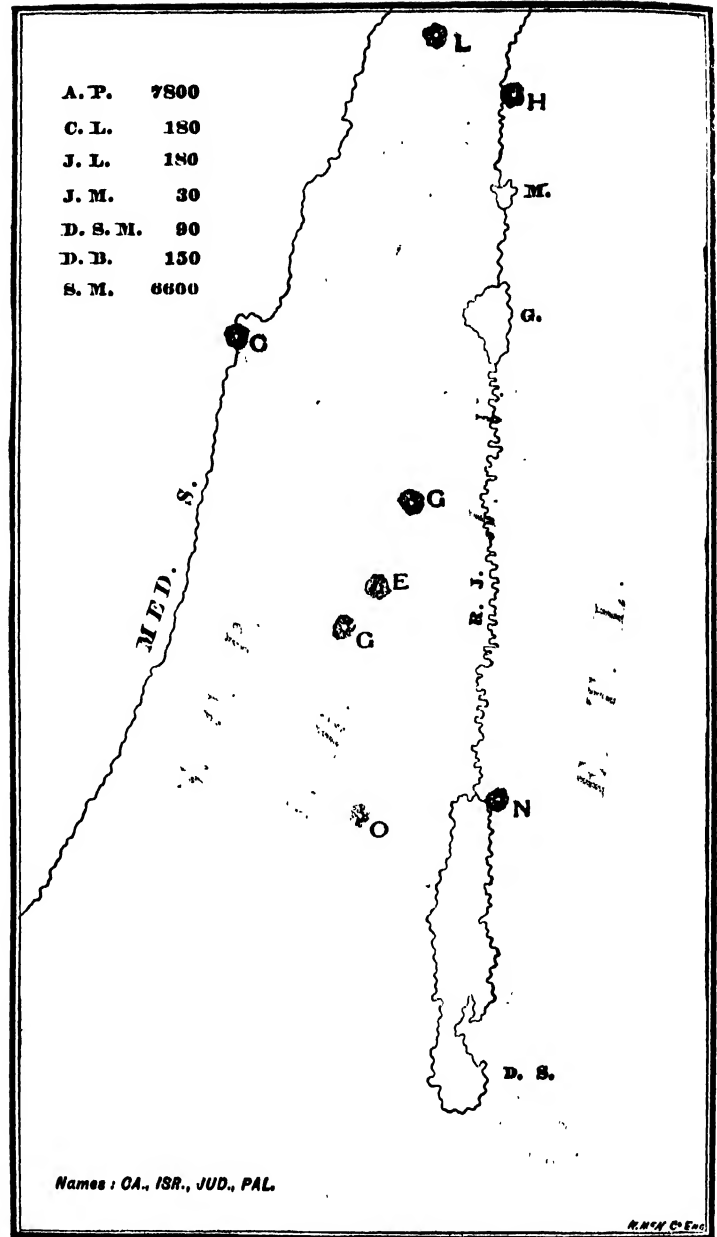 A. P. 7800
C. L. 180
J. L. 180
J. M. 30
D. S. M. 90
D. B. 150
S. M. 6600
L
H
M.
G.
C
MED. S.
G
E
G
R. J.
E. T. L.
N
O
D. S.
Names : CA., ISR., JUD., PAL.